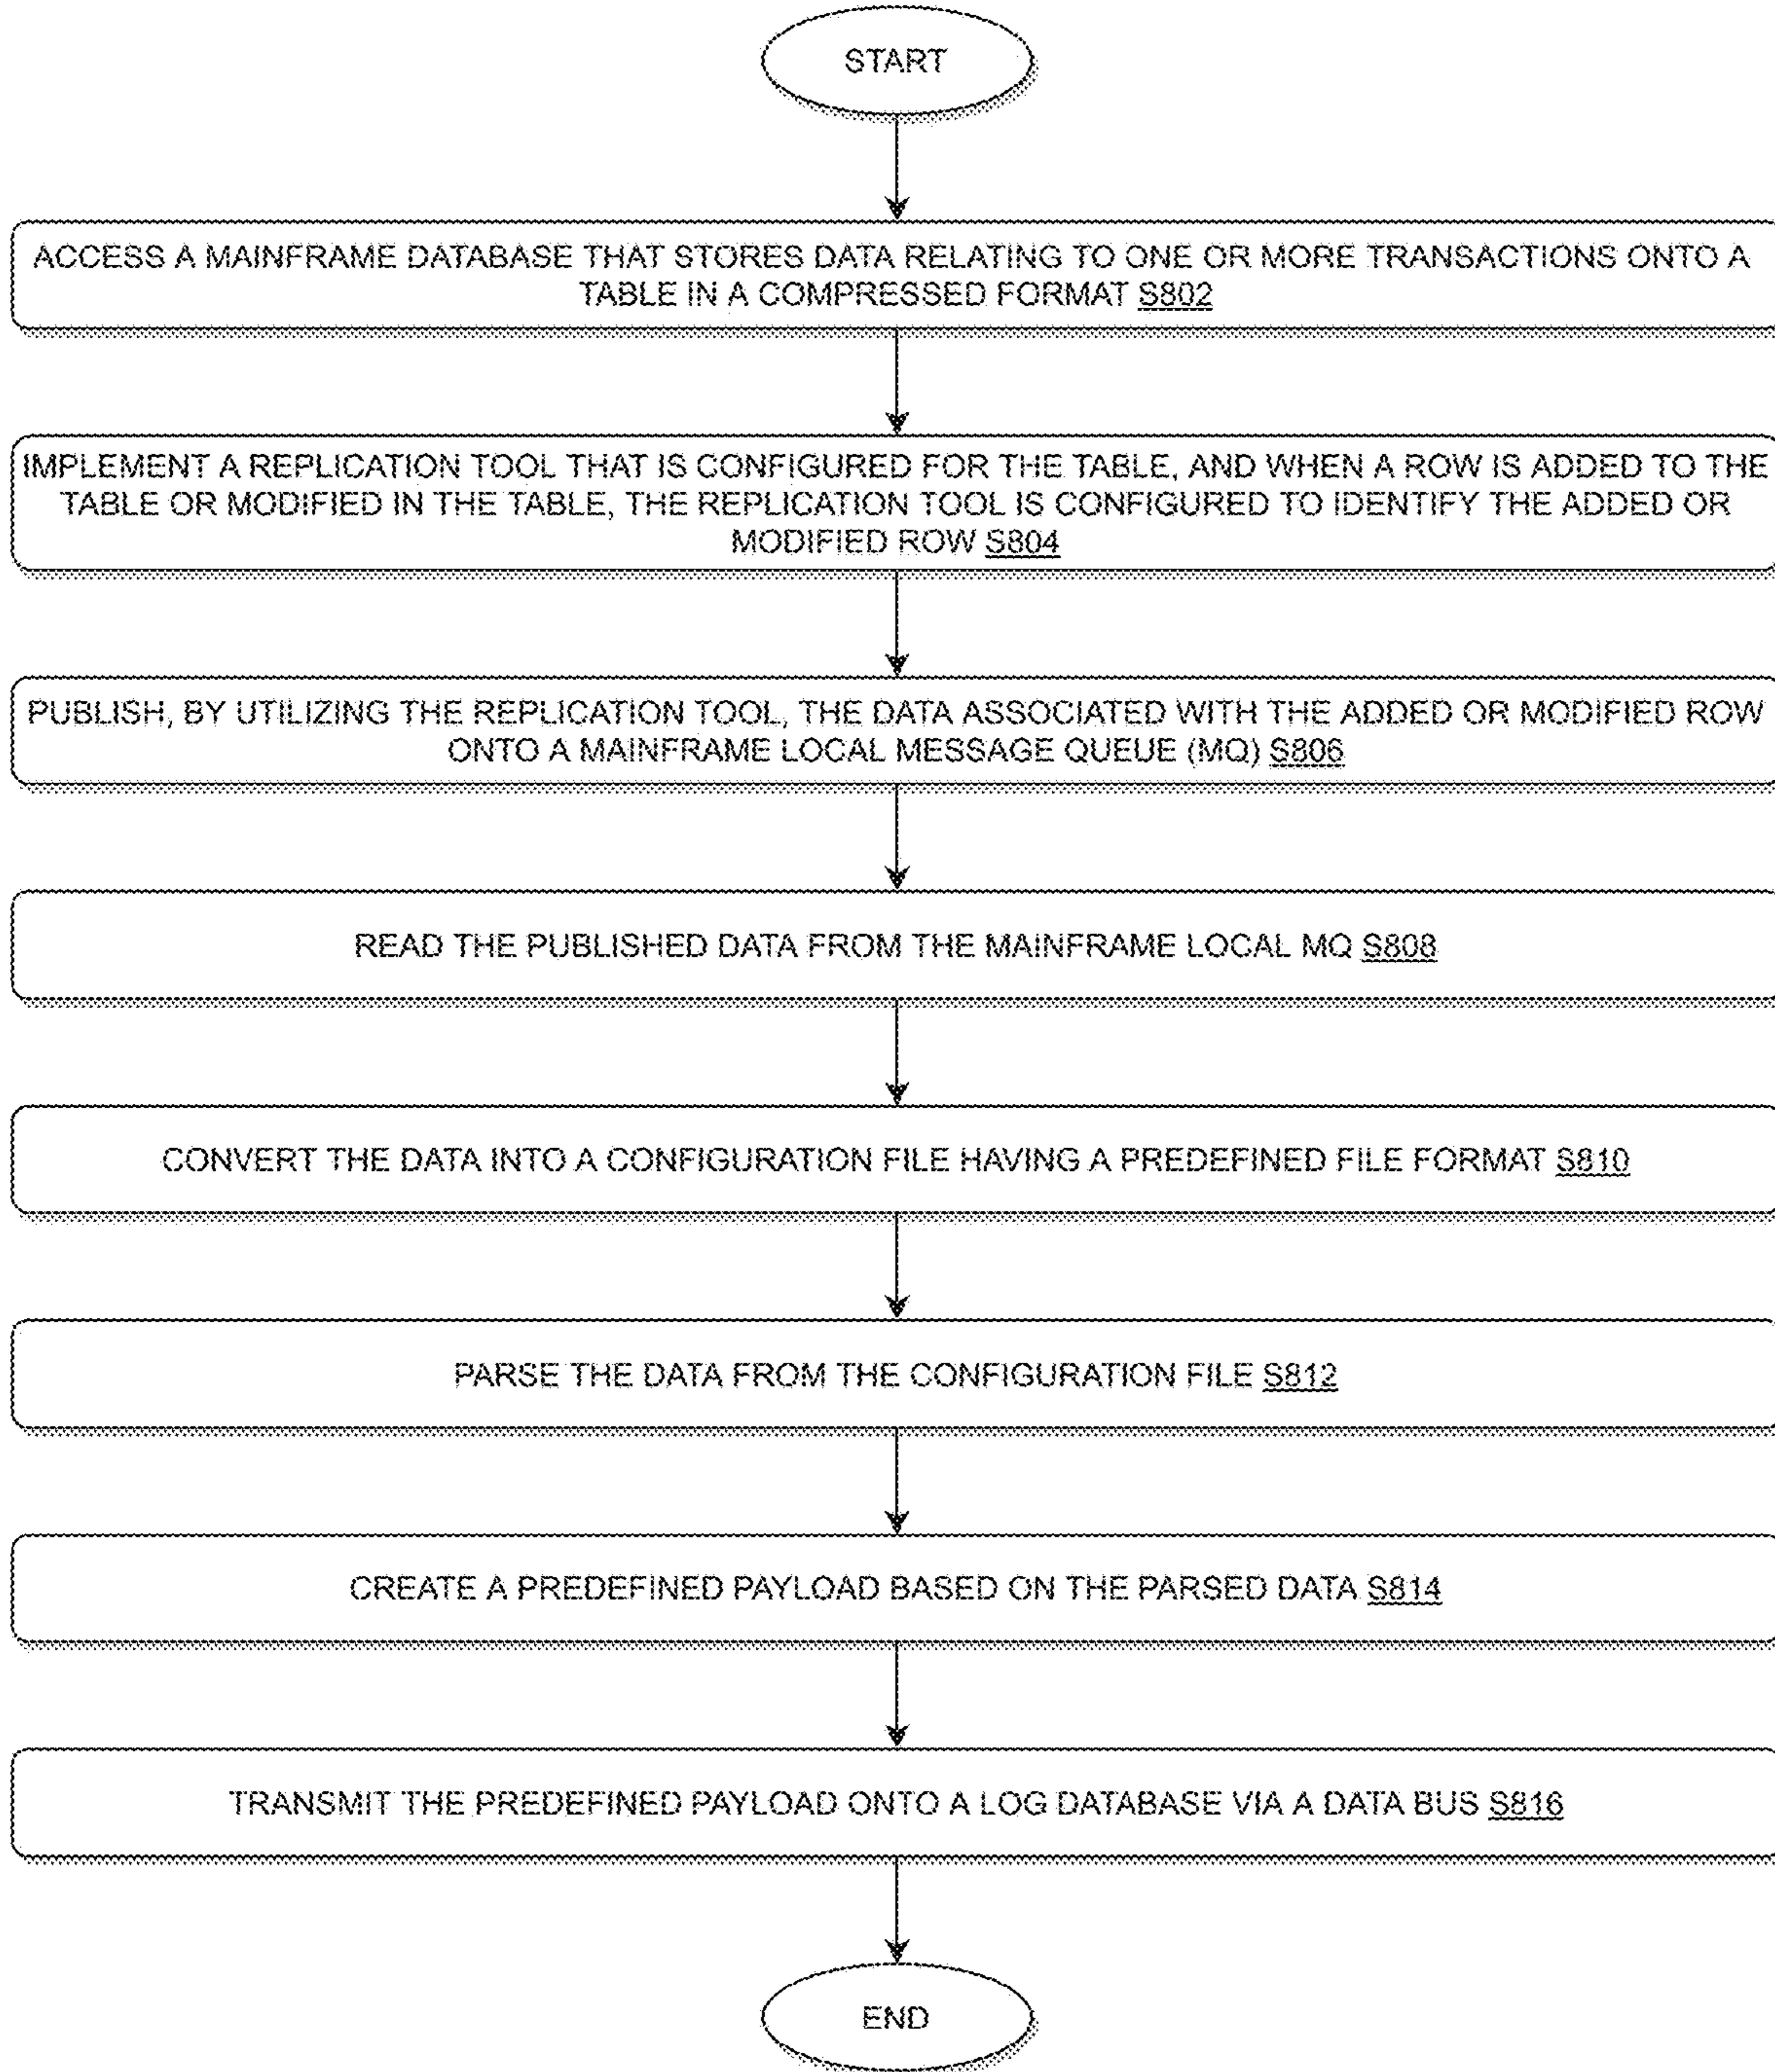 START
ACCESS A MAINFRAME DATABASE THAT STORES DATA RELATING TO ONE OR MORE TRANSACTIONS ONTO A
TABLE IN A COMPRESSED FORMAT S802
IMPLEMENT A REPLICATION TOOL THAT IS CONFIGURED FOR THE TABLE, AND WHEN A ROW IS ADDED TO THE
TABLE OR MODIFIED IN THE TABLE, THE REPLICATION TOOL IS CONFIGURED TO IDENTIFY THE ADDED OR
MODIFIED ROW S804
PUBLISH, BY UTILIZING THE REPLICATION TOOL, THE DATA ASSOCIATED WITH THE ADDED OR MODIFIED ROW
ONTO A MAINFRAME LOCAL MESSAGE QUEUE (MQ) S806
READ THE PUBLISHED DATA FROM THE MAINFRAME LOCAL MQ S808
CONVERT THE DATA INTO A CONFIGURATION FILE HAVING A PREDEFINED FILE FORMAT S810
PARSE THE DATA FROM THE CONFIGURATION FILE S812
CREATE A PREDEFINED PAYLOAD BASED ON THE PARSED DATA S814
TRANSMIT THE PREDEFINED PAYLOAD ONTO A LOG DATABASE VIA A DATA BUS S816
END